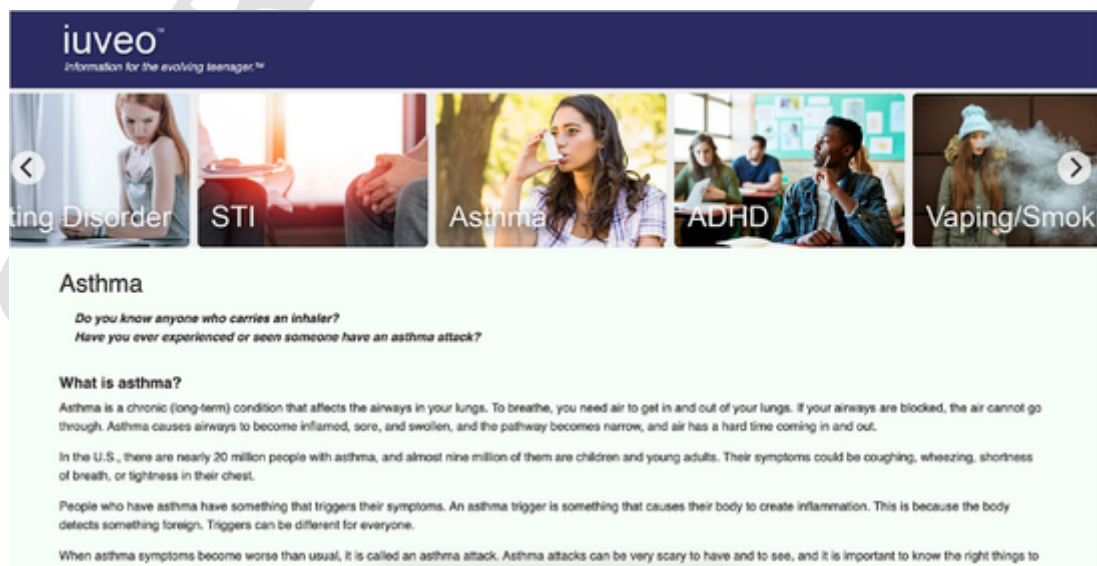 iuveo™
Information for the evolving teenager.™
ting Disorder
STI
Asthma
ADHD
Vaping/Smok
Asthma
Do you know anyone who carries an inhaler?
Have you ever experienced or seen someone have an asthma attack?
What is asthma?
Asthma is a chronic (long-term) condition that affects the airways in your lungs. To breathe, you need air to get in and out of your lungs. If your airways are blocked, the air cannot go
through. Asthma causes airways to become inflamed, sore, and swollen, and the pathway becomes narrow, and air has a hard time coming in and out.
In the U.S., there are nearly 20 million people with asthma, and almost nine million of them are children and young adults. Their symptoms could be coughing, wheezing, shortness
of breath, or tightness in their chest.
People who have asthma have something that triggers their symptoms. An asthma trigger is something that causes their body to create inflammation. This is because the body
detects something foreign. Triggers can be different for everyone.
When asthma symptoms become worse than usual, it is called an asthma attack. Asthma attacks can be very scary to have and to see, and it is important to know the right things to